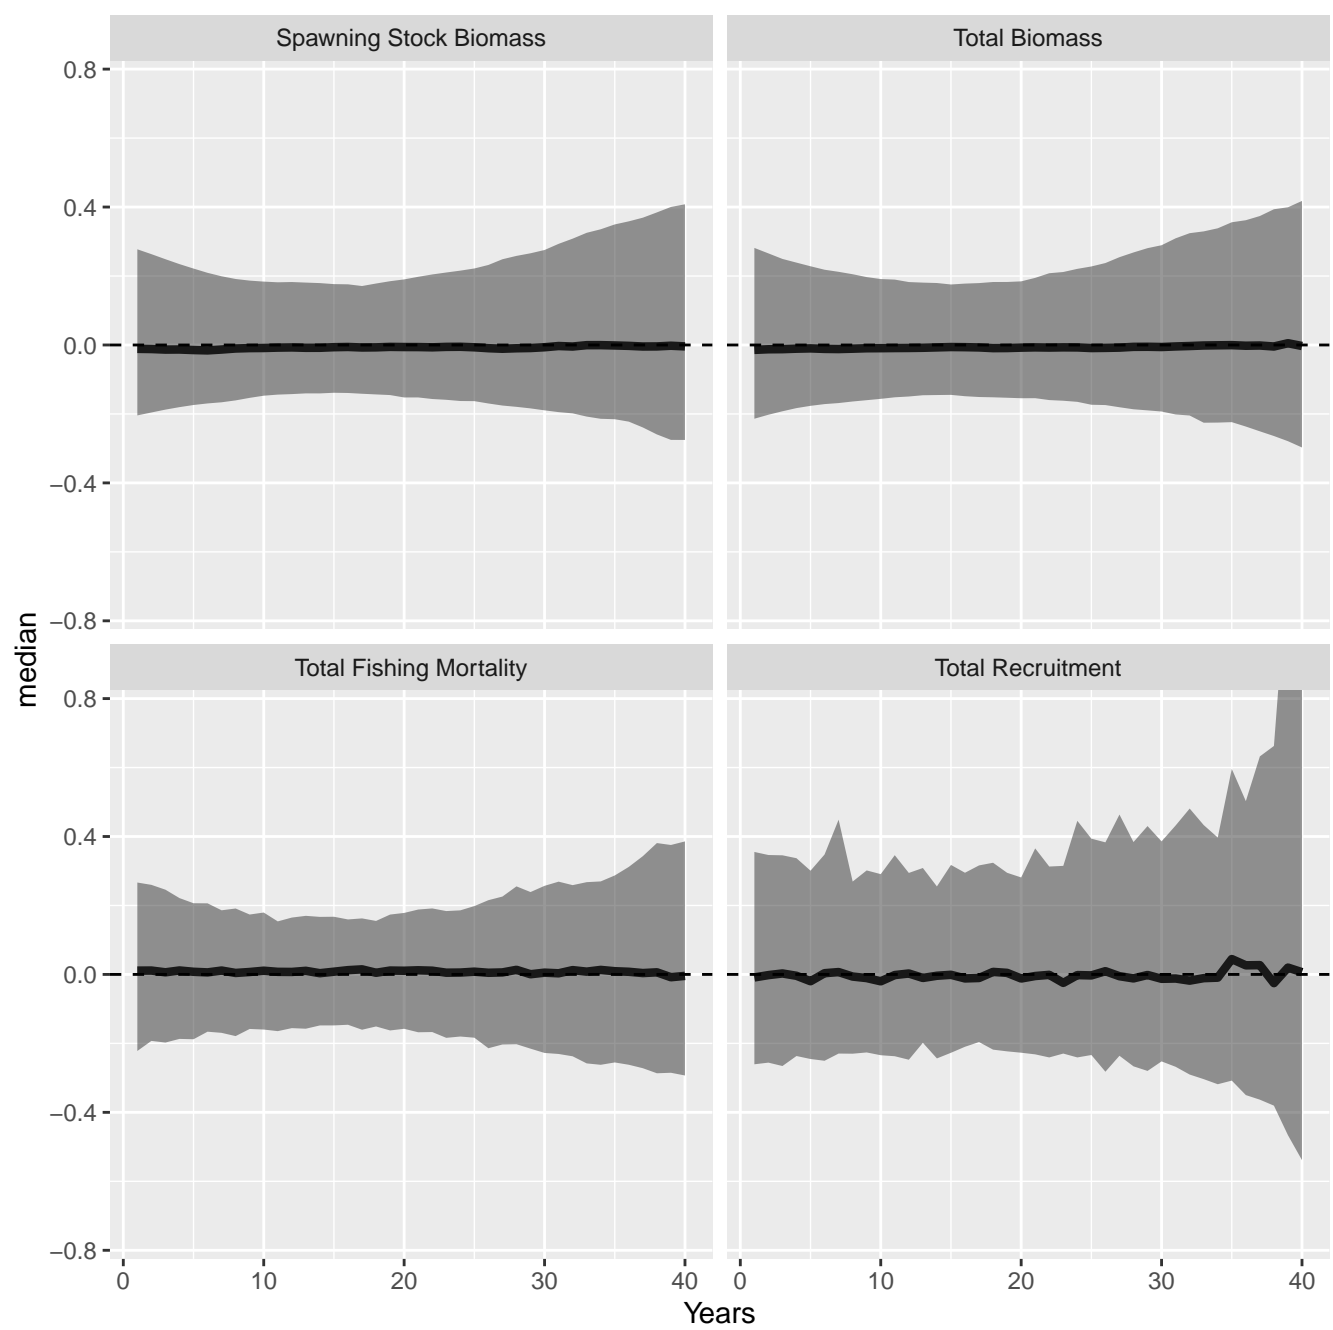 Spawning Stock Biomass
Total Biomass
0.8
0.4
0.0
−0.4
−0.8
median
Total Fishing Mortality
Total Recruitment
0.8
0.4
0.0
−0.4
−0.8
0 10 20 30 40
0 10 20 30 40
Years